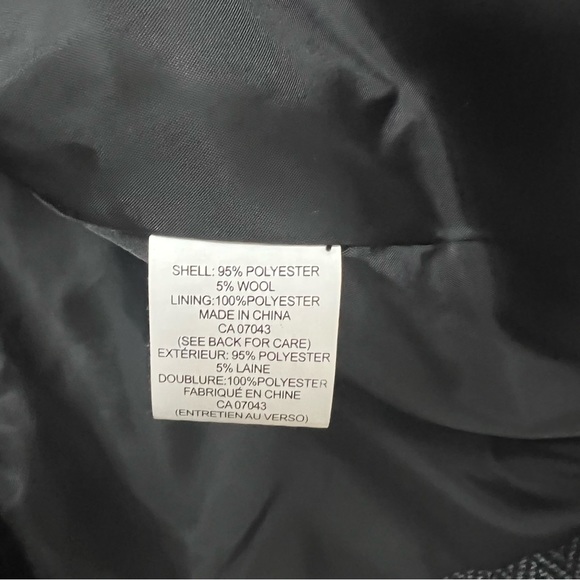 SHELL: 95% POLYESTER
5% WOOL
LINING:100%POLYESTER
MADE IN CHINA
CA 07043
(SEE BACK FOR CARE)
EXTÉRIEUR: 95% POLYESTER
5% LAINE
DOUBLURE:100%POLYESTER
FABRIQUÉ EN CHINE
CA 07043
(ENTRETIEN AU VERSO)